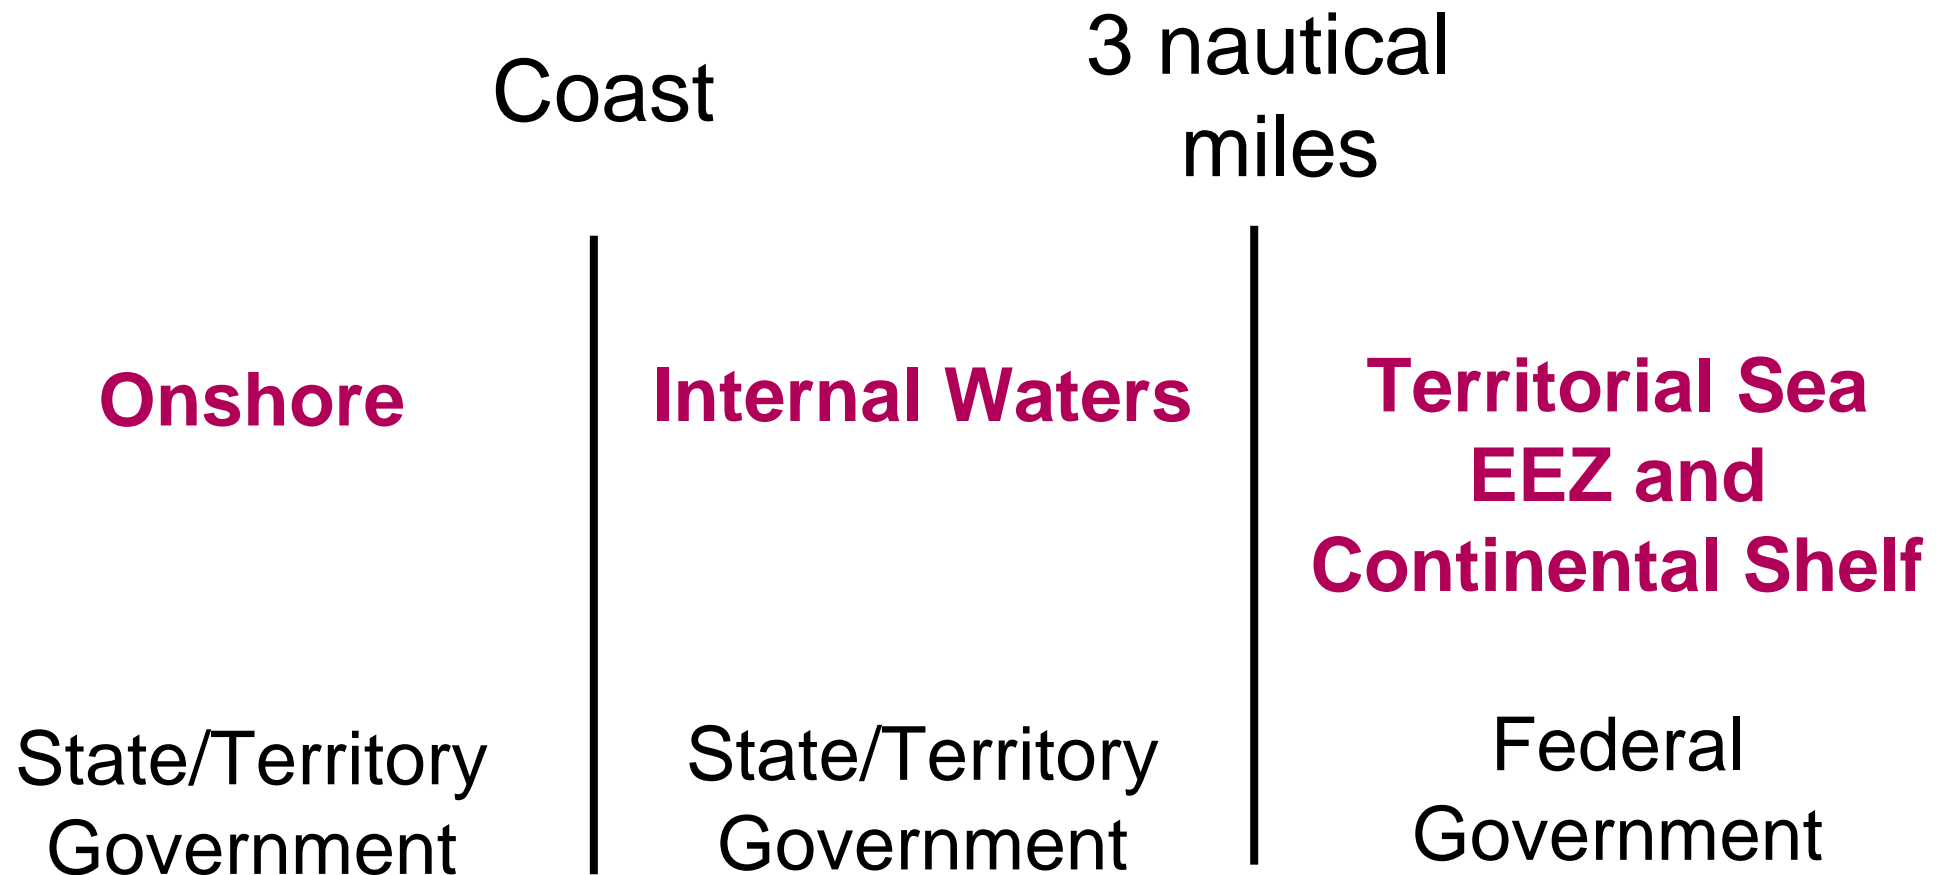 Coast
3 nautical
miles
Onshore
Internal Waters
Territorial Sea
EEZ and
Continental Shelf
State/Territory
Government
State/Territory
Government
Federal
Government